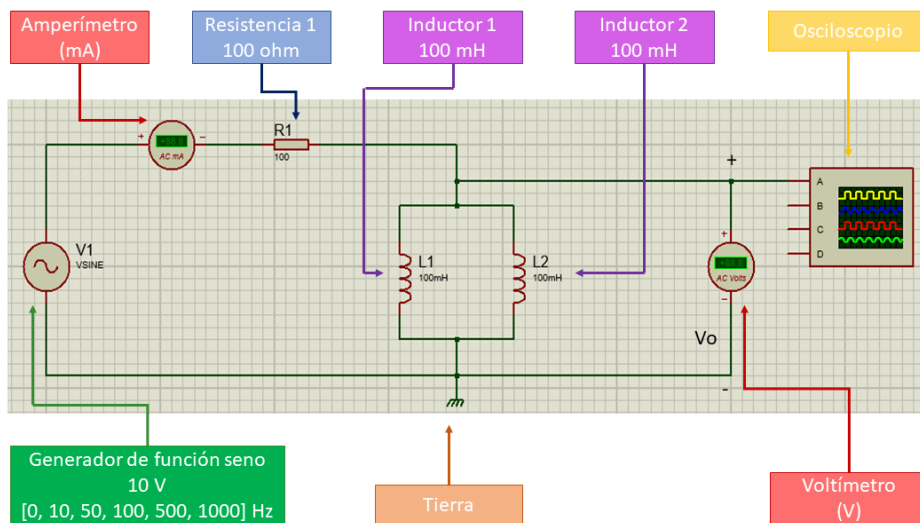 Amperímetro
(mA)
Resistencia 1
100 ohm
Inductor 1
100 mH
Inductor 2
100 mH
Osciloscopio
R1
100
AC mA
+
-
V1
VSINE
L1
100mH
L2
100mH
+
+
AC Volts
-
Vo
-
A
B
C
D
Generador de función seno
10 V
[0, 10, 50, 100, 500, 1000] Hz
Tierra
Voltímetro
(V)